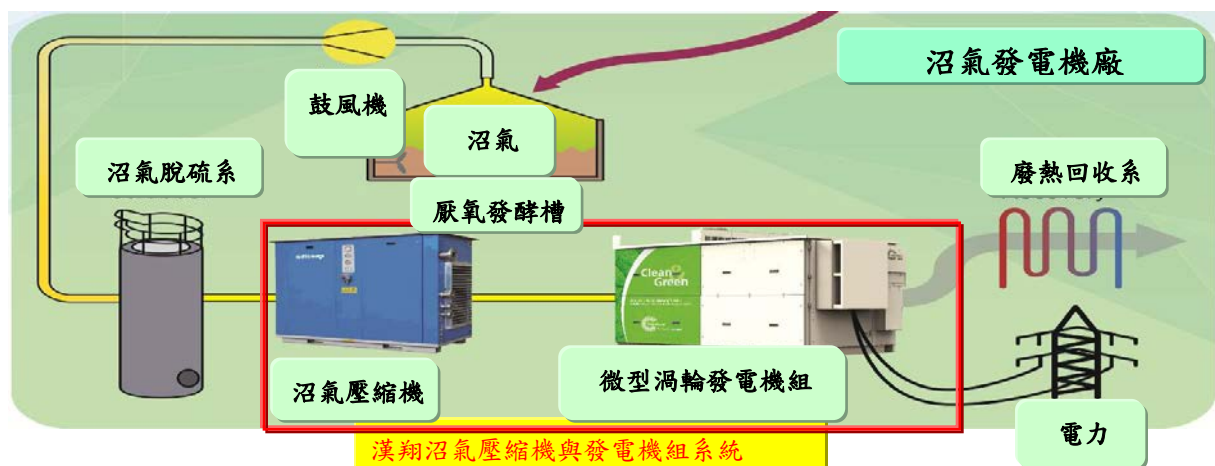 沼氣發電機廠
鼓風機
沼氣
沼氣脫硫系
廢熱回收系
厭氧發酵槽
Clean
Green
沼氣壓縮機
微型渦輪發電機組
電力
漢翔沼氣壓縮機與發電機組系統